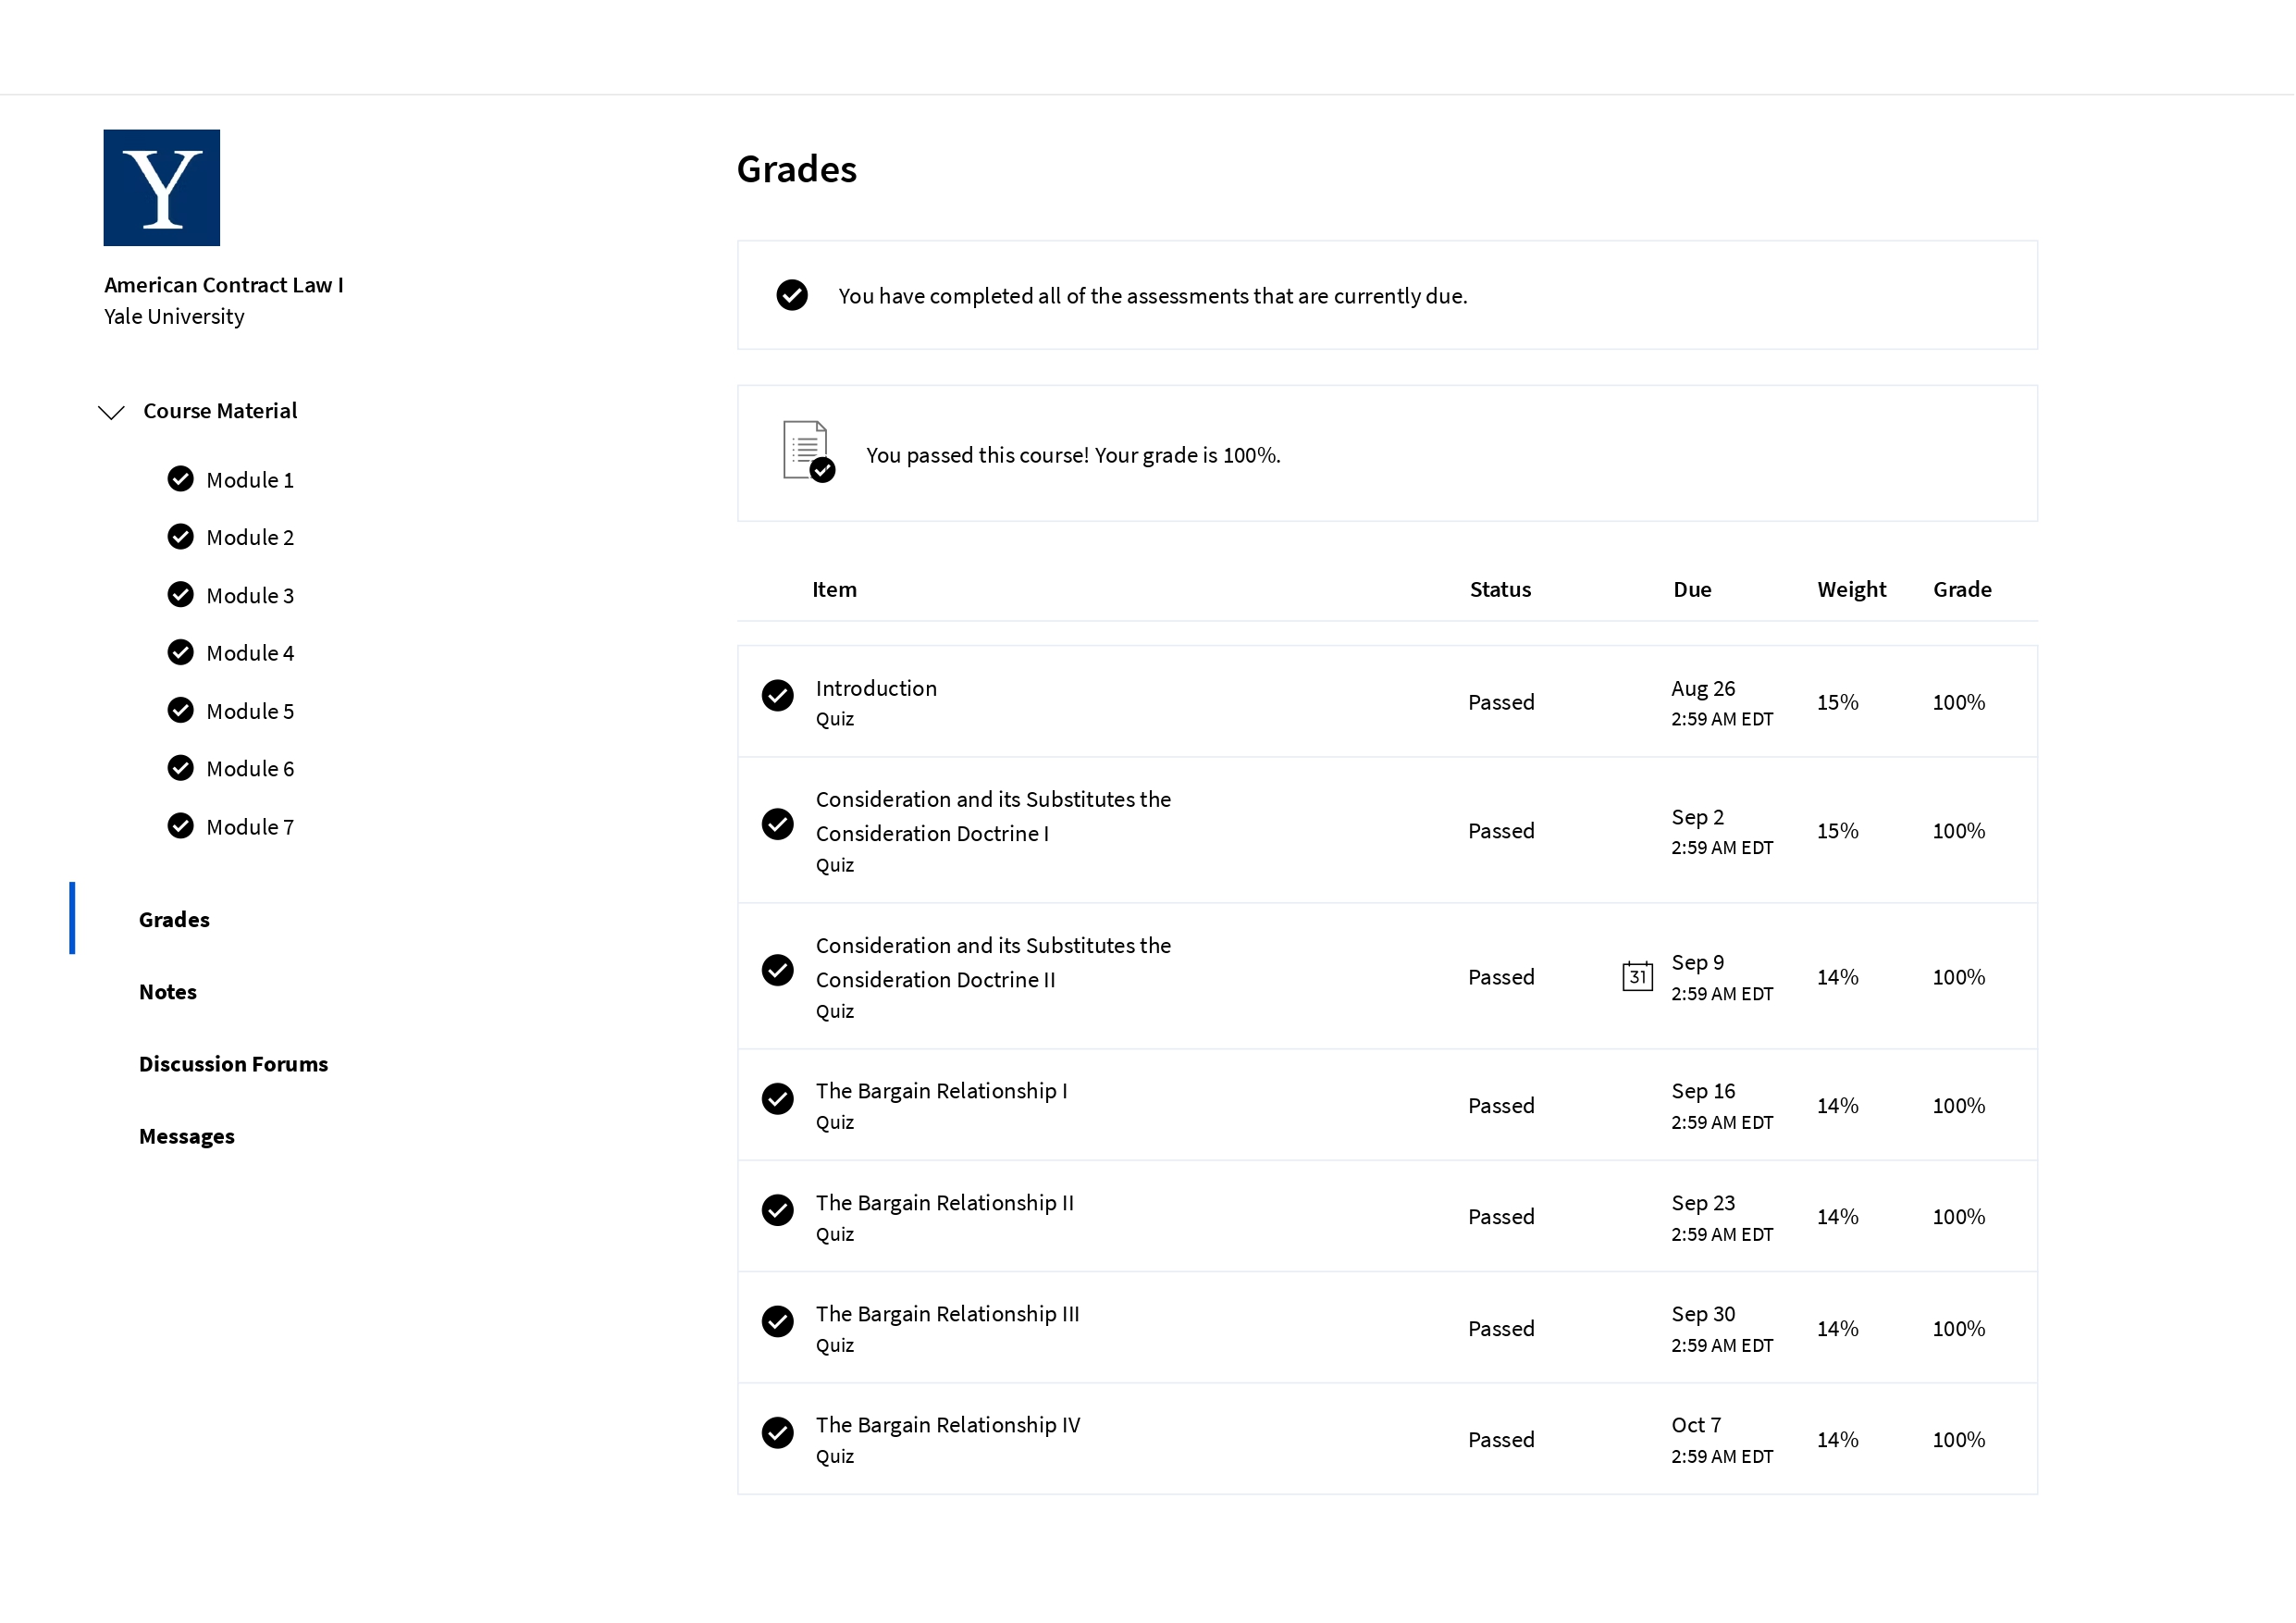 Y
American Contract Law I
Yale University
Course Material
Module 1
Module 2
Module 3
Module 4
Module 5
Module 6
Module 7
Grades
Notes
Discussion Forums
Messages
Grades
You have completed all of the assessments that are currently due.
You passed this course! Your grade is 100%.
Item Status Due Weight Grade
Introduction
Quiz
Passed
Aug 26
2:59 AM EDT
15%
100%
Consideration and its Substitutes the
Consideration Doctrine I
Quiz
Passed
Sep 2
2:59 AM EDT
15%
100%
Consideration and its Substitutes the
Consideration Doctrine II
Quiz
Passed
31
Sep 9
2:59 AM EDT
14%
100%
The Bargain Relationship I
Quiz
Passed
Sep 16
2:59 AM EDT
14%
100%
The Bargain Relationship II
Quiz
Passed
Sep 23
2:59 AM EDT
14%
100%
The Bargain Relationship III
Quiz
Passed
Sep 30
2:59 AM EDT
14%
100%
The Bargain Relationship IV
Quiz
Passed
Oct 7
2:59 AM EDT
14%
100%